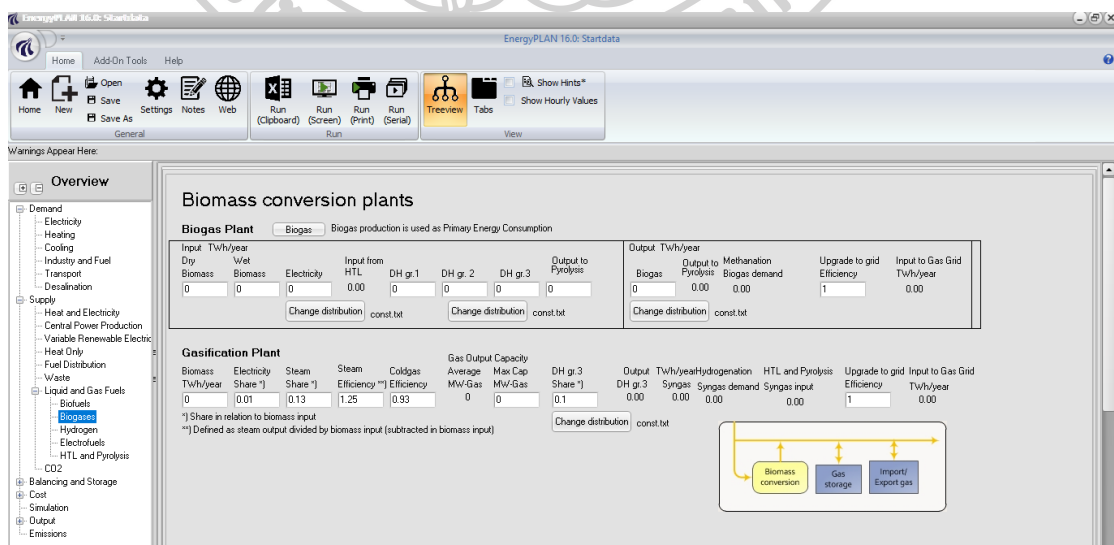 EnergyPLAN 16.0: Startdata
EnergyPLAN 16.0: Startdata
Home Add-On Tools Help
Home New Open Save Save As Settings Notes Web
General
Run (Clipboard) Run (Screen) Run (Print) Run (Serial)
Run
Treeview Tabs Show Hints* Show Hourly Values
View
Warnings Appear Here:
Overview
Demand
Electricity
Heating
Cooling
Industry and Fuel
Transport
Desalination
Supply
Heat and Electricity
Central Power Production
Variable Renewable Electric
Heat Only
Fuel Distribution
Waste
Liquid and Gas Fuels
Biofuels
Biogases
Hydrogen
Electrofuels
HTL and Pyrolysis
CO2
Balancing and Storage
Cost
Simulation
Output
Emissions
Biomass conversion plants
Biogas Plant Biogas Biogas production is used as Primary Energy Consumption
Input TWh/year
Dry Biomass Wet Biomass Electricity Input from HTL DH gr.1 DH gr. 2 DH gr.3 Output to Pyrolysis
0 0 0 0.00 0 0 0 0
Change distribution const.txt Change distribution const.txt
Output TWh/year
Biogas Output to Pyrolysis Methanation Biogas demand Upgrade to grid Efficiency Input to Gas Grid TWh/year
0 0.00 0.00 1 0.00
Change distribution const.txt
Gasification Plant
Gas Output Capacity
Biomass TWh/year Electricity Share *) Steam Share *) Steam Efficiency **) Coldgas Efficiency Average MW-Gas Max Cap MW-Gas DH gr.3 Share *)
0 0.01 0.13 1.25 0.93 0 0 0.1
Output TWh/year DH gr.3 Syngas Hydrogenation Syngas demand HTL and Pyrolysis Syngas input Upgrade to grid Efficiency Input to Gas Grid TWh/year
0.00 0.00 0.00 0.00 1 0.00
*) Share in relation to biomass input
**) Defined as steam output divided by biomass input (subtracted in biomass input)
Change distribution const.txt
Biomass conversion
Gas storage
Import/ Export gas